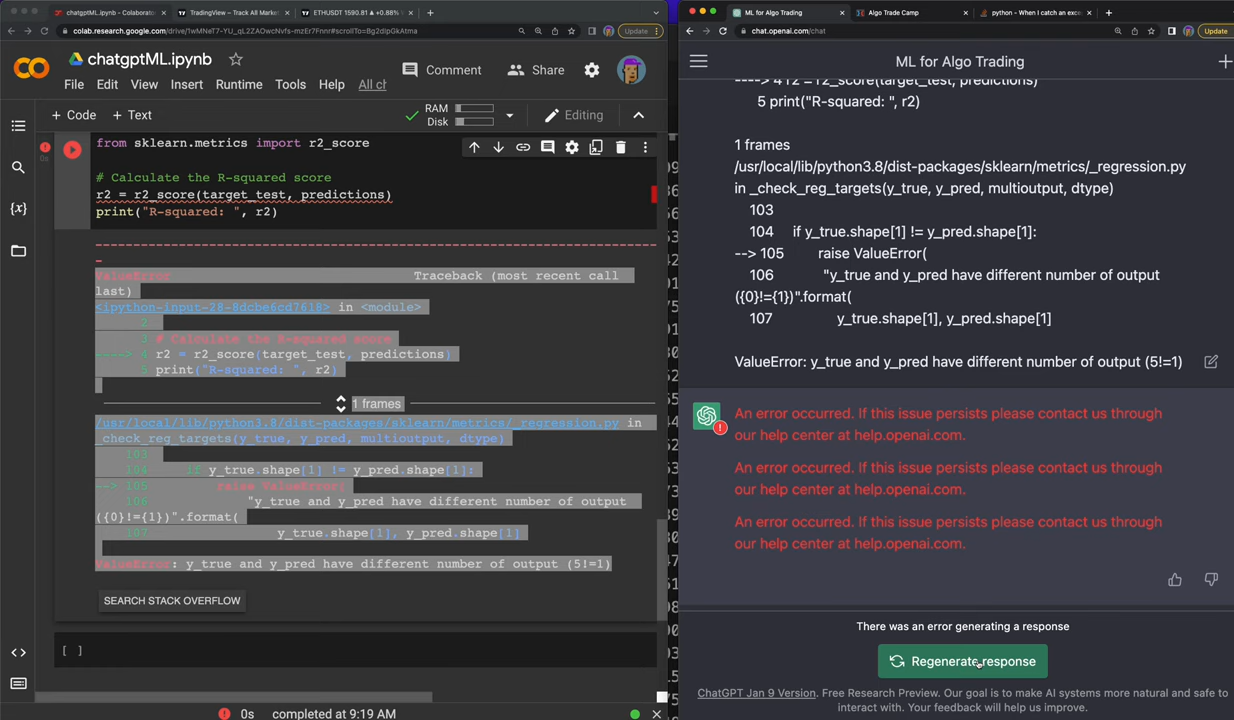 chatgptML.ipynb - Colaborator
TradingView – Track All Market
ETHUSDT 1590.81 ▲ +0.88% ×
colab.research.google.com/drive/
Update
chatgptML.ipynb
File Edit View Insert Runtime Tools Help All ch
Comment Share
+ Code + Text
RAM
Disk
Editing
from sklearn.metrics import r2_score
# Calculate the R-squared score
r2 = r2_score(target_test, predictions)
print("R-squared: ", r2)
ValueError Traceback (most recent call
last)
<ipython-input-28-8dcbe6cd7618> in <module>
2
3 # Calculate the R-squared score
----> 4 r2 = r2_score(target_test, predictions)
5 print("R-squared: ", r2)
1 frames
/usr/local/lib/python3.8/dist-packages/sklearn/metrics/_regression.py in
_check_reg_targets(y_true, y_pred, multioutput, dtype)
103
104 if y_true.shape[1] != y_pred.shape[1]:
--> 105 raise ValueError(
106 "y_true and y_pred have different number of output
({0}!={1})".format(
107 y_true.shape[1], y_pred.shape[1]
ValueError: y_true and y_pred have different number of output (5!=1)
SEARCH STACK OVERFLOW
[ ]
0s completed at 9:19 AM
ML for Algo Trading
Algo Trade Camp
python - When I catch an exce
chat.openai.com/chat
Update
ML for Algo Trading
----> 4 r2 = r2_score(target_test, predictions)
5 print("R-squared: ", r2)
1 frames
/usr/local/lib/python3.8/dist-packages/sklearn/metrics/_regression.py
in _check_reg_targets(y_true, y_pred, multioutput, dtype)
103
104 if y_true.shape[1] != y_pred.shape[1]:
--> 105 raise ValueError(
106 "y_true and y_pred have different number of output
({0}!={1})".format(
107 y_true.shape[1], y_pred.shape[1]
ValueError: y_true and y_pred have different number of output (5!=1)
An error occurred. If this issue persists please contact us through
our help center at help.openai.com.
An error occurred. If this issue persists please contact us through
our help center at help.openai.com.
An error occurred. If this issue persists please contact us through
our help center at help.openai.com.
There was an error generating a response
Regenerate response
ChatGPT Jan 9 Version. Free Research Preview. Our goal is to make AI systems more natural and safe to
interact with. Your feedback will help us improve.